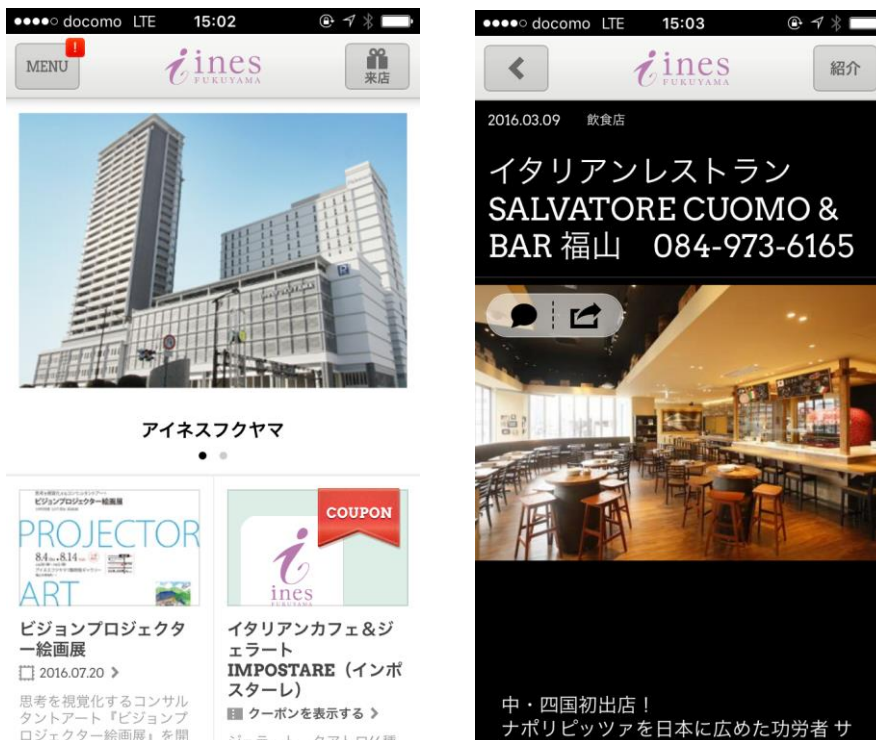 docomo LTE 15:02
MENU
!
ines
FUKUYAMA
来店
アイネスフクヤマ
ビジョンプロジェクター絵画展
PROJECTOR
8.4 8.14
ART
COUPON
ines
FUKUYAMA
ビジョンプロジェクタ
ー絵画展
2016.07.20
思考を視覚化するコンサル
タントアート『ビジョンプ
ロジェクター絵画展』を開
イタリアンカフェ&ジ
ェラート
IMPOSTARE（インポ
スターレ）
クーポンを表示する
docomo LTE 15:03
ines
FUKUYAMA
紹介
2016.03.09 飲食店
イタリアンレストラン
SALVATORE CUOMO &
BAR 福山 084-973-6165
中・四国初出店！
ナポリピッツァを日本に広めた功労者 サ